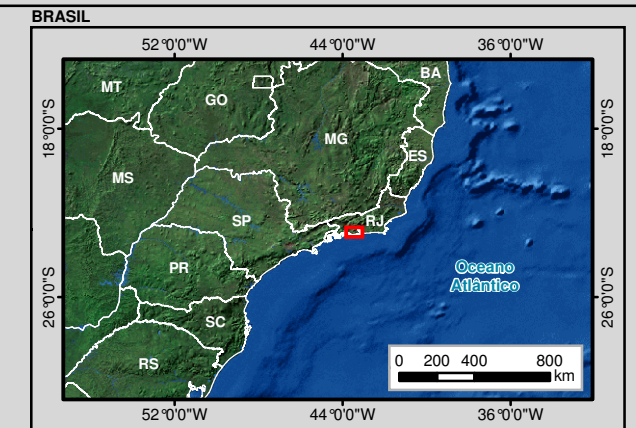 BRASIL
52°0'0"W 44°0'0"W 36°0'0"W
BA
MT
GO
18°0'0"S 18°0'0"S
MG
ES
MS
SP
RJ
PR
Oceano
Atlântico
26°0'0"S 26°0'0"S
SC
RS
0 200 400 800
km
52°0'0"W 44°0'0"W 36°0'0"W